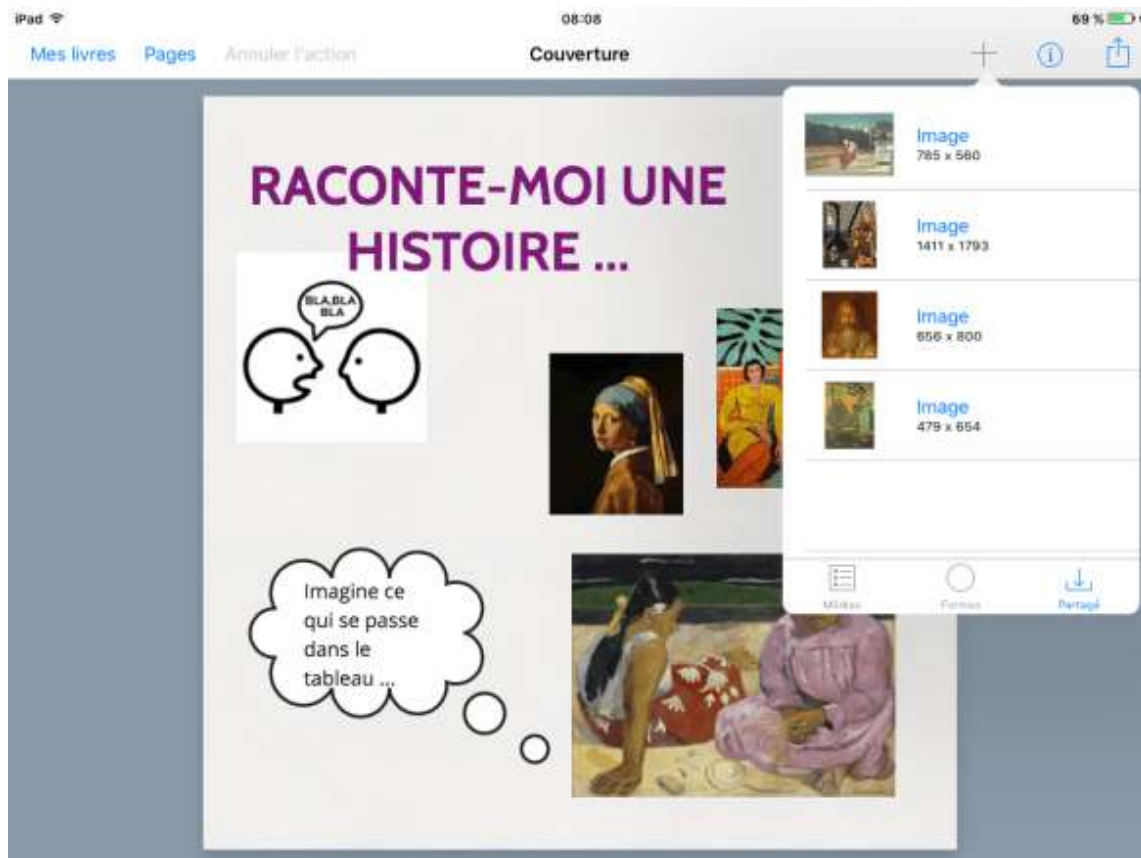 iPad
08:08
69 %
Mes livres
Pages
Annuler l'action
Couverture
RACONTE-MOI UNE
HISTOIRE ...
BLA,BLA
BLA
Imagine ce
qui se passe
dans le
tableau ...
Image
785 x 560
Image
1411 x 1793
Image
656 x 800
Image
479 x 654
Médias
Formes
Partagé